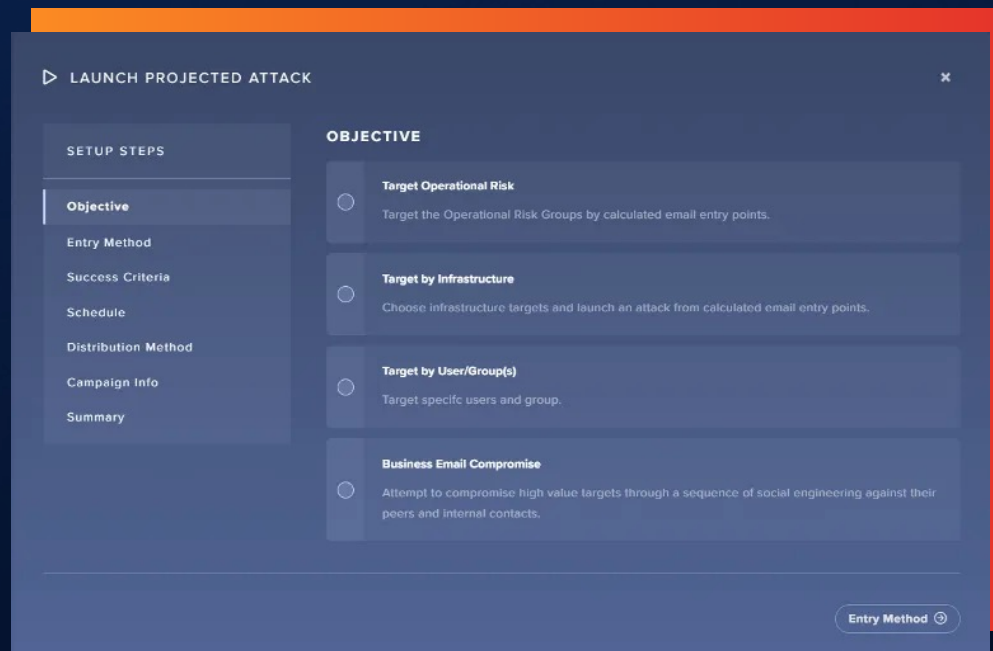 LAUNCH PROJECTED ATTACK
SETUP STEPS
Objective
Entry Method
Success Criteria
Schedule
Distribution Method
Campaign Info
Summary
OBJECTIVE
Target Operational Risk
Target the Operational Risk Groups by calculated email entry points.
Target by Infrastructure
Choose infrastructure targets and launch an attack from calculated email entry points.
Target by User/Group(s)
Target specifc users and group.
Business Email Compromise
Attempt to compromise high value targets through a sequence of social engineering against their
peers and internal contacts.
Entry Method